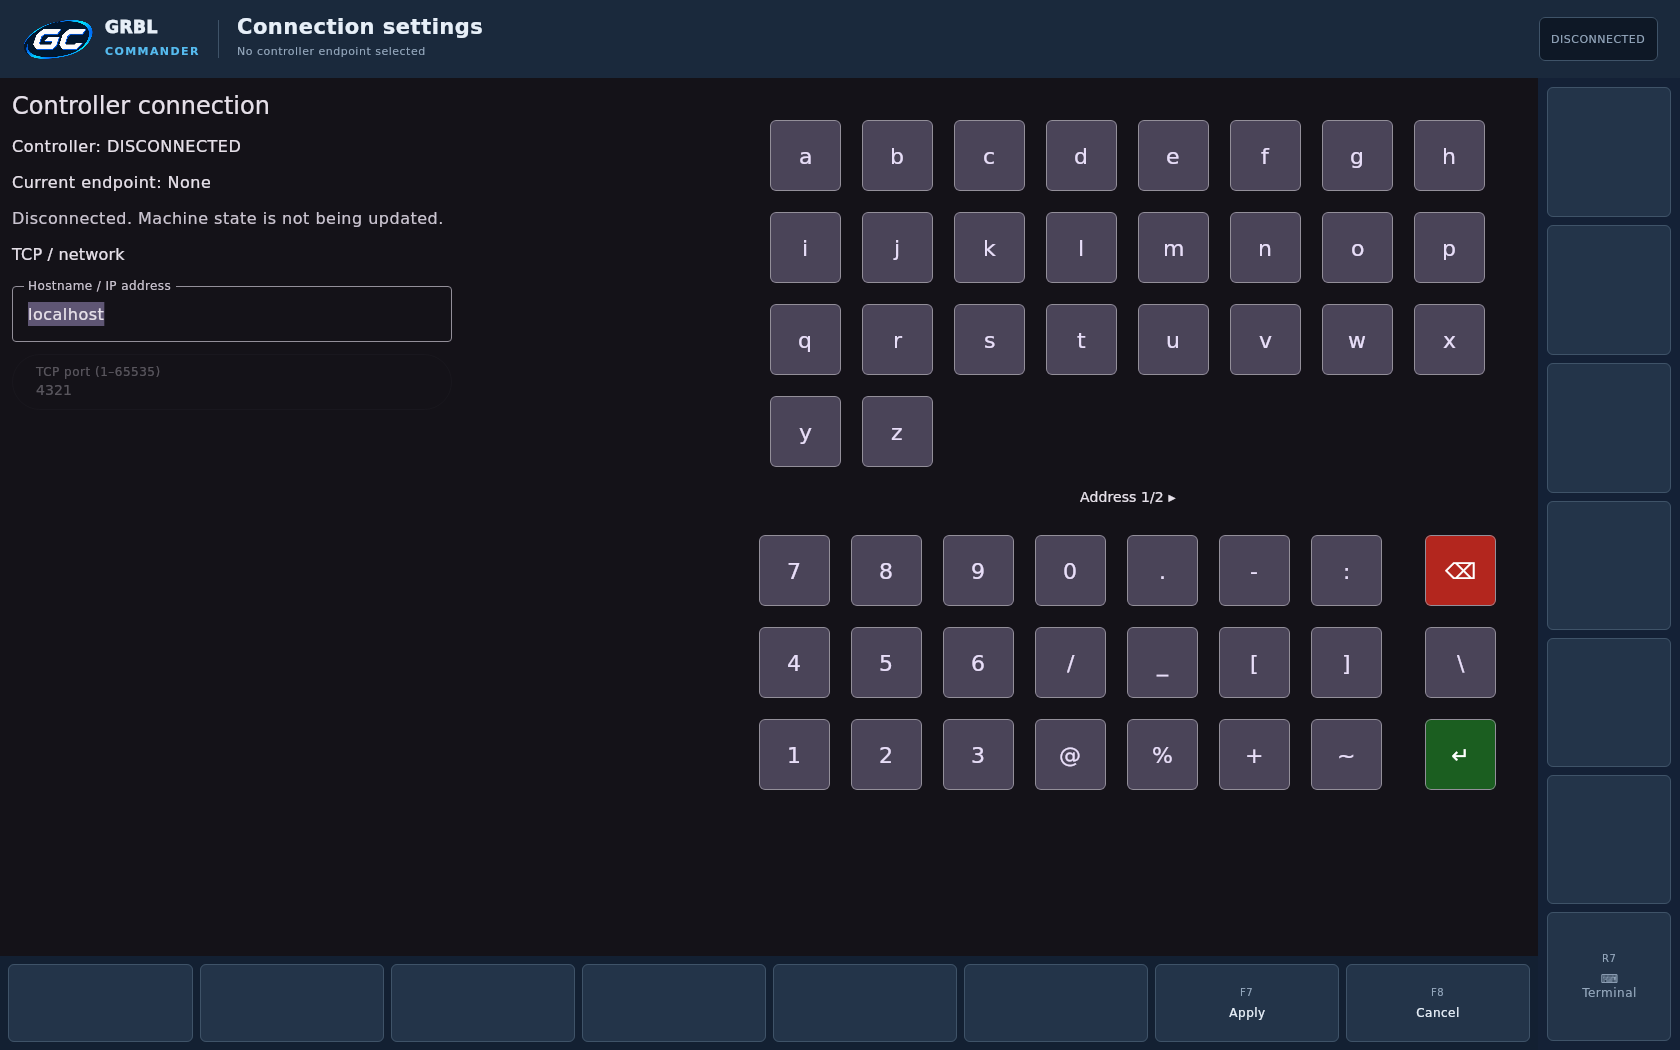 GC
GRBL
COMMANDER
Connection settings
No controller endpoint selected
DISCONNECTED
Controller connection
Controller: DISCONNECTED
Current endpoint: None
Disconnected. Machine state is not being updated.
TCP / network
Hostname / IP address
localhost
TCP port (1–65535)
4321
a b c d e f g h
i j k l m n o p
q r s t u v w x
y z
Address 1/2 ▸
7 8 9 0 . - : ⌫
4 5 6 / _ [ ] \
1 2 3 @ % + ~ ↵
F7
Apply
F8
Cancel
R7
⌨
Terminal